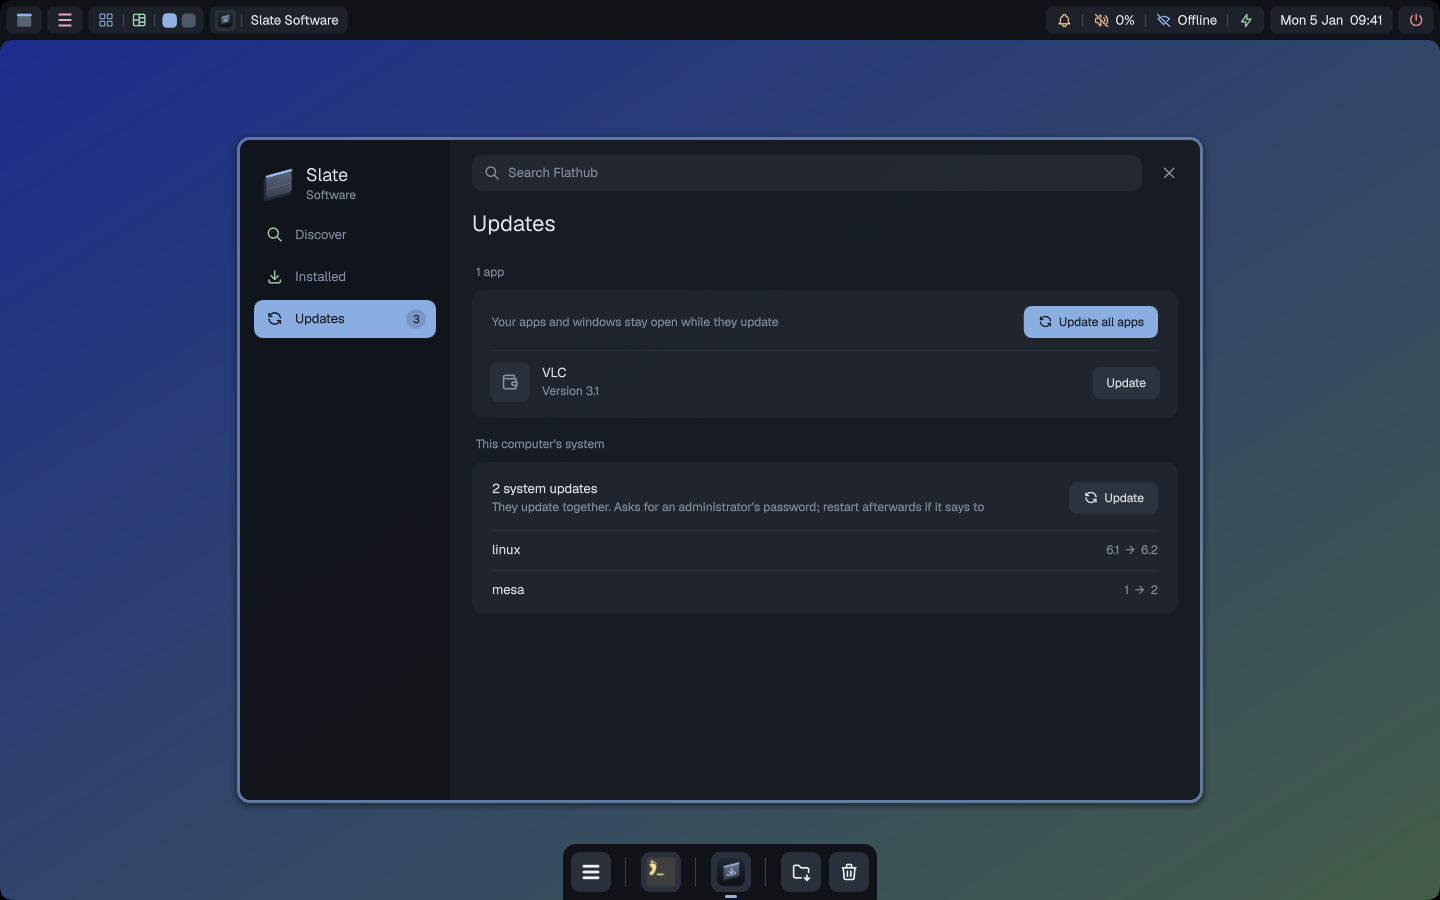 Slate Software
0%
Offline
Mon 5 Jan 09:41
Slate
Software
Discover
Installed
Updates
3
Search Flathub
Updates
1 app
Your apps and windows stay open while they update
Update all apps
VLC
Version 3.1
Update
This computer's system
2 system updates
They update together. Asks for an administrator's password; restart afterwards if it says to
Update
linux
6.1 → 6.2
mesa
1 → 2